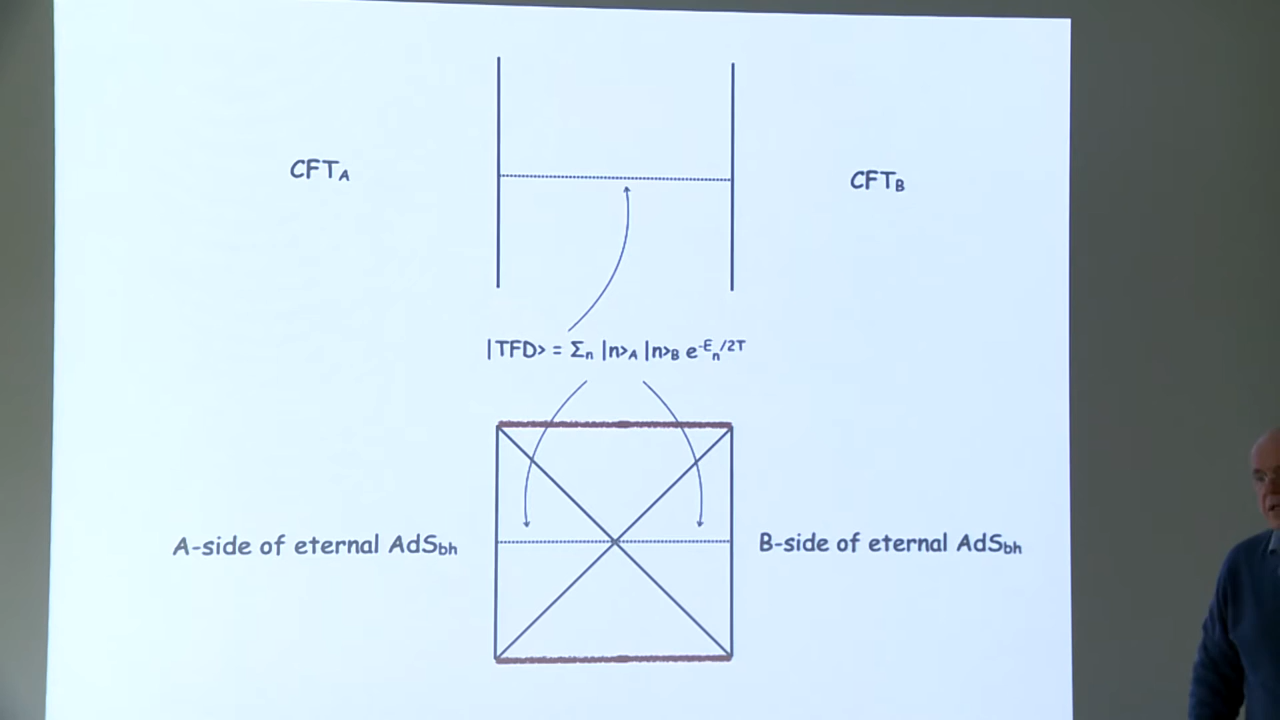 CFT_A
CFT_B
|TFD> = Σ_n |n>_A |n>_B e^{-E_n/2T}
A-side of eternal AdS_bh
B-side of eternal AdS_bh